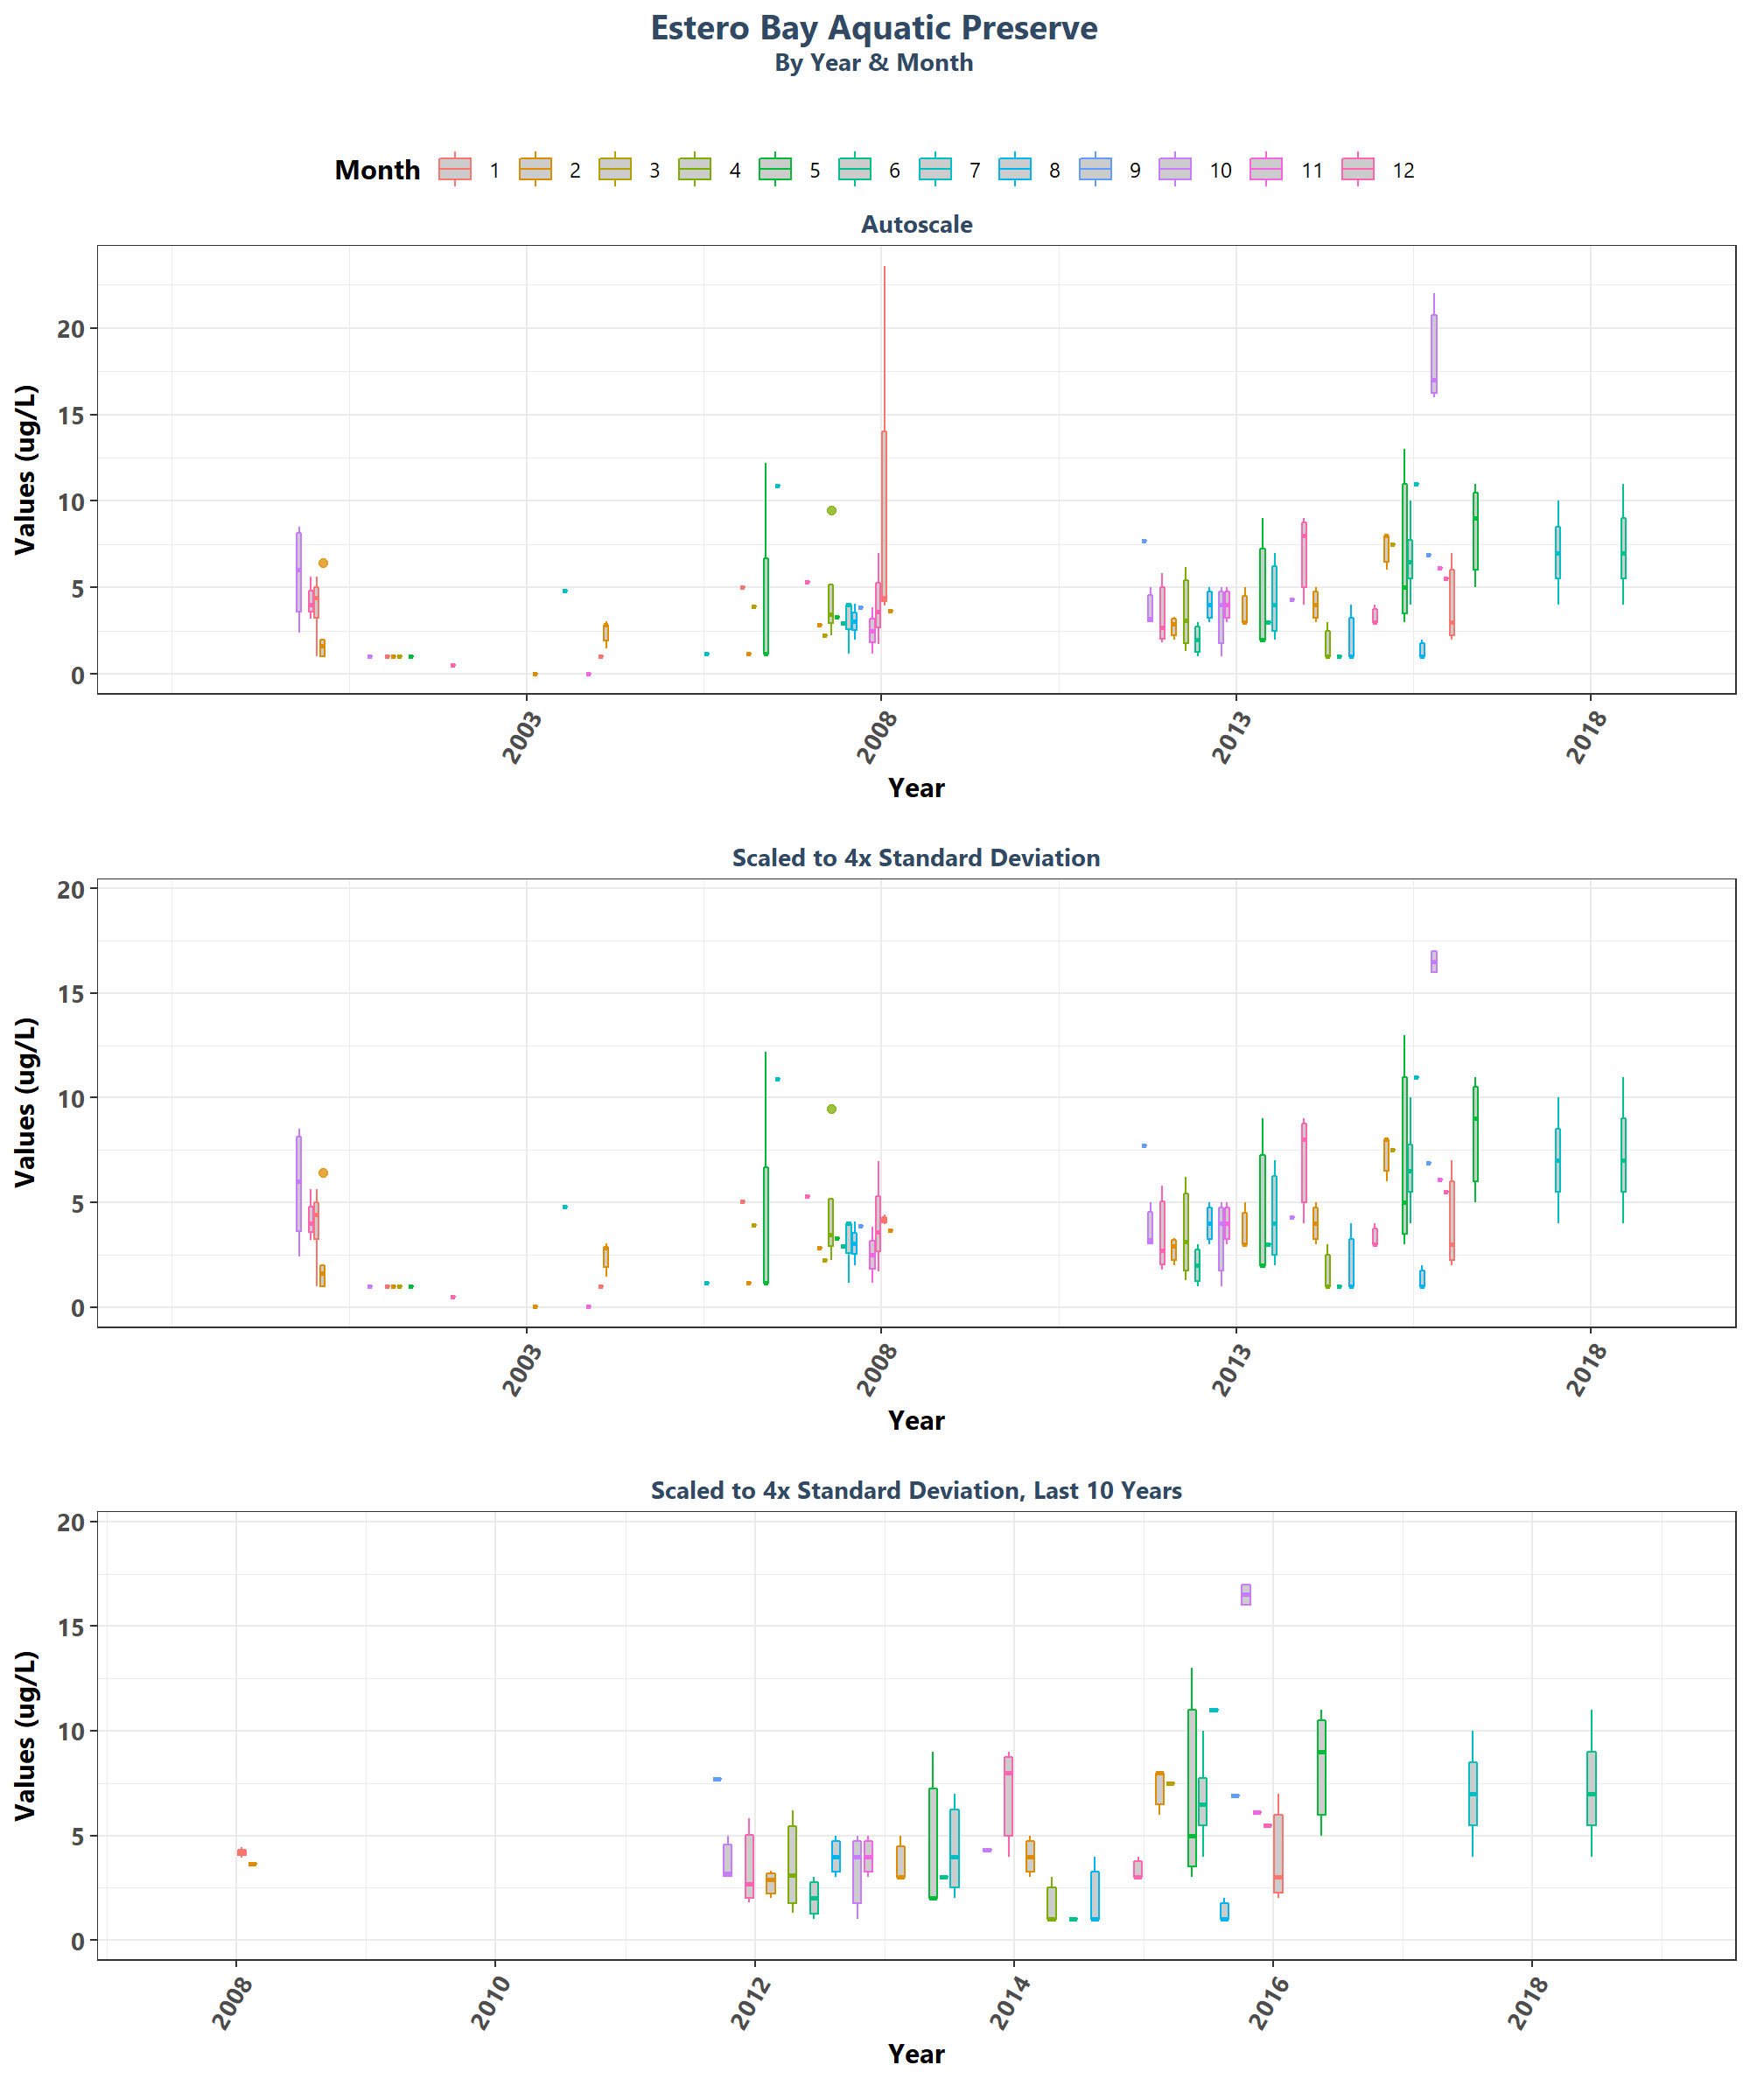 Estero Bay Aquatic Preserve
By Year & Month
Month 1 2 3 4 5 6 7 8 9 10 11 12
Autoscale
Values (ug/L)
20
15
10
5
0
2003 2008 2013 2018
Year
Scaled to 4x Standard Deviation
Values (ug/L)
20
15
10
5
0
2003 2008 2013 2018
Year
Scaled to 4x Standard Deviation, Last 10 Years
Values (ug/L)
20
15
10
5
0
2008 2010 2012 2014 2016 2018
Year